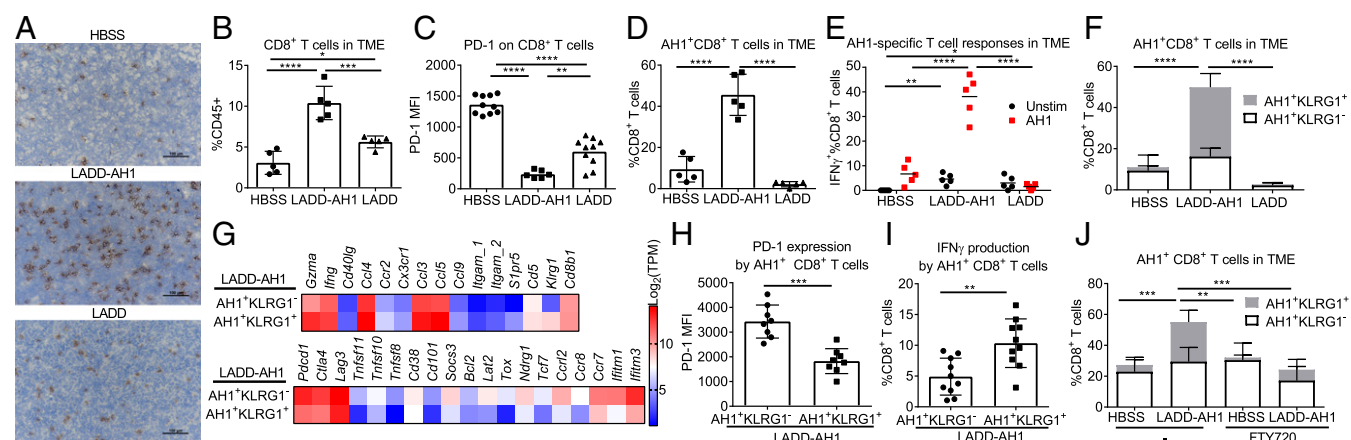 A
HBSS
LADD-AH1
LADD
B
CD8+ T cells in TME
*
**** ***
%CD45+
15
10
5
0
HBSS LADD-AH1 LADD
C
PD-1 on CD8+ T cells
****
**** **
PD-1 MFI
2000
1500
1000
500
0
HBSS LADD-AH1 LADD
D
AH1+CD8+ T cells in TME
**** ****
%CD8+ T cells
60
40
20
0
HBSS LADD-AH1 LADD
E
AH1-specific T cell responses in TME
*
**** ****
**
IFNγ+%CD8+ T cells
50
40
30
20
10
0
Unstim
AH1
HBSS LADD-AH1 LADD
F
AH1+CD8+ T cells in TME
**** ****
%CD8+ T cells
60
40
20
0
AH1+KLRG1+
AH1+KLRG1-
HBSS LADD-AH1 LADD
G
Gzma Ifng Cd40lg Ccl4 Ccr2 Cx3cr1 Ccl3 Ccl5 Ccl9 Itgam_1 Itgam_2 S1pr5 Cd5 Klrg1 Cd8b1
LADD-AH1
AH1+KLRG1-
AH1+KLRG1+
Pdcd1 Ctla4 Lag3 Tnfsf11 Tnfsf10 Tnfsf8 Cd38 Cd101 Socs3 Bcl2 Lat2 Tox Ndrg1 Tcf7 Ccrl2 Ccr8 Ccr7 Ifitm1 Ifitm3
LADD-AH1
AH1+KLRG1-
AH1+KLRG1+
Log2(TPM)
10
5
H
PD-1 expression
by AH1+ CD8+ T cells
***
PD-1 MFI
5000
4000
3000
2000
1000
0
AH1+KLRG1- AH1+KLRG1+
LADD-AH1
I
IFNγ production
by AH1+ CD8+ T cells
**
%CD8+ T cells
20
15
10
5
0
AH1+KLRG1- AH1+KLRG1+
LADD-AH1
J
AH1+ CD8+ T cells in TME
***
*** **
%CD8+ T cells
80
60
40
20
0
AH1+KLRG1+
AH1+KLRG1-
HBSS LADD-AH1 HBSS LADD-AH1
- FTY720